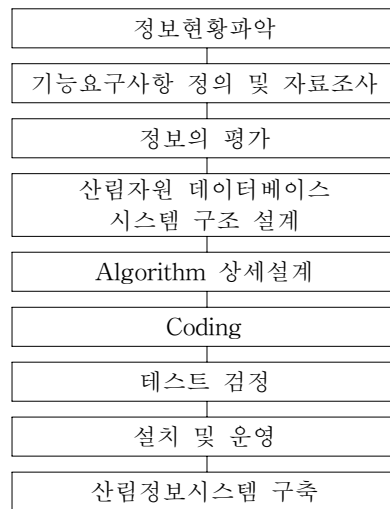 정보현황파악
기능요구사항 정의 및 자료조사
정보의 평가
산림자원 데이터베이스
시스템 구조 설계
Algorithm 상세설계
Coding
테스트 검정
설치 및 운영
산림정보시스템 구축